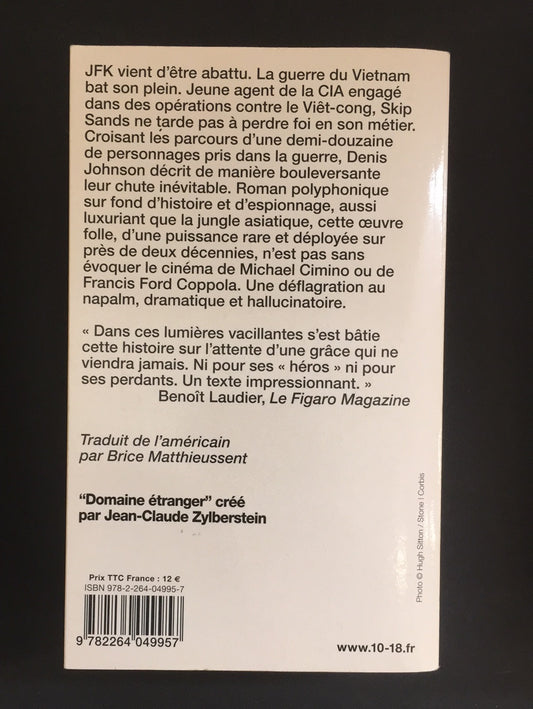 JFK vient d'être abattu. La guerre du Vietnam
bat son plein. Jeune agent de la CIA engagé
dans des opérations contre le Viêt-cong, Skip
Sands ne tarde pas à perdre foi en son métier.
Croisant les parcours d'une demi-douzaine
de personnages pris dans la guerre, Denis
Johnson décrit de manière bouleversante
leur chute inévitable. Roman polyphonique
sur fond d'histoire et d'espionnage, aussi
luxuriant que la jungle asiatique, cette œuvre
folle, d'une puissance rare et déployée sur
près de deux décennies, n'est pas sans
évoquer le cinéma de Michael Cimino ou de
Francis Ford Coppola. Une déflagration au
napalm, dramatique et hallucinatoire.
« Dans ces lumières vacillantes s'est bâtie
cette histoire sur l'attente d'une grâce qui ne
viendra jamais. Ni pour ses « héros » ni pour
ses perdants. Un texte impressionnant. »
Benoît Laudier, Le Figaro Magazine
Traduit de l'américain
par Brice Matthieussent
"Domaine étranger" créé
par Jean-Claude Zylberstein
Photo © Hugh Sitton / Stone | Corbis
Prix TTC France : 12 €
ISBN 978-2-264-04995-7
9 782264 049957
www.10-18.fr